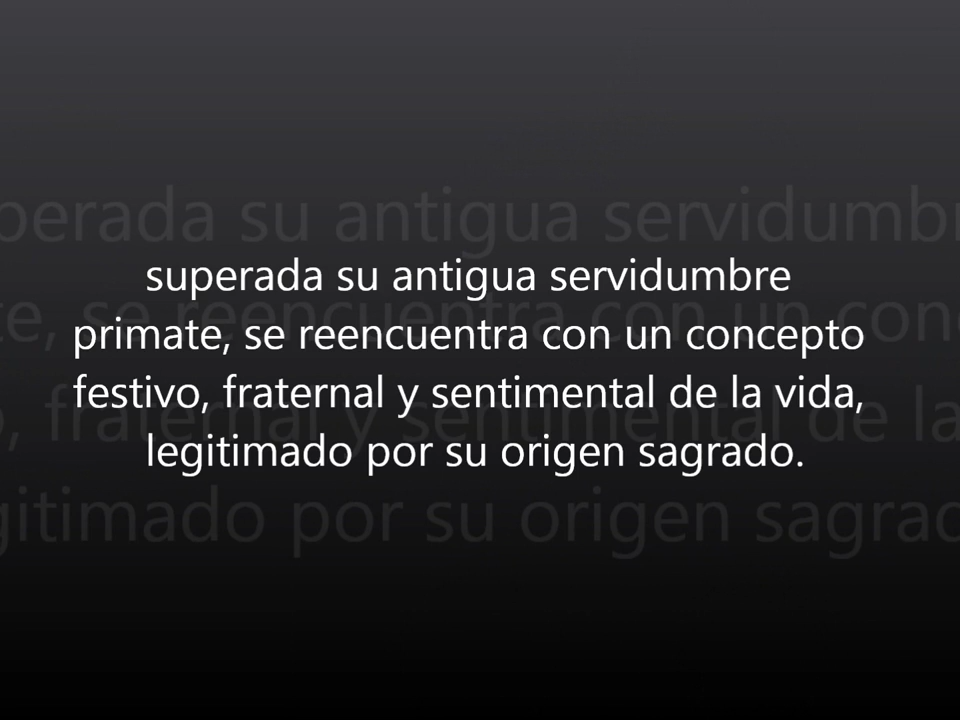 superada su antigua servidumbre
primate, se reencuentra con un concepto
festivo, fraternal y sentimental de la vida,
legitimado por su origen sagrado.